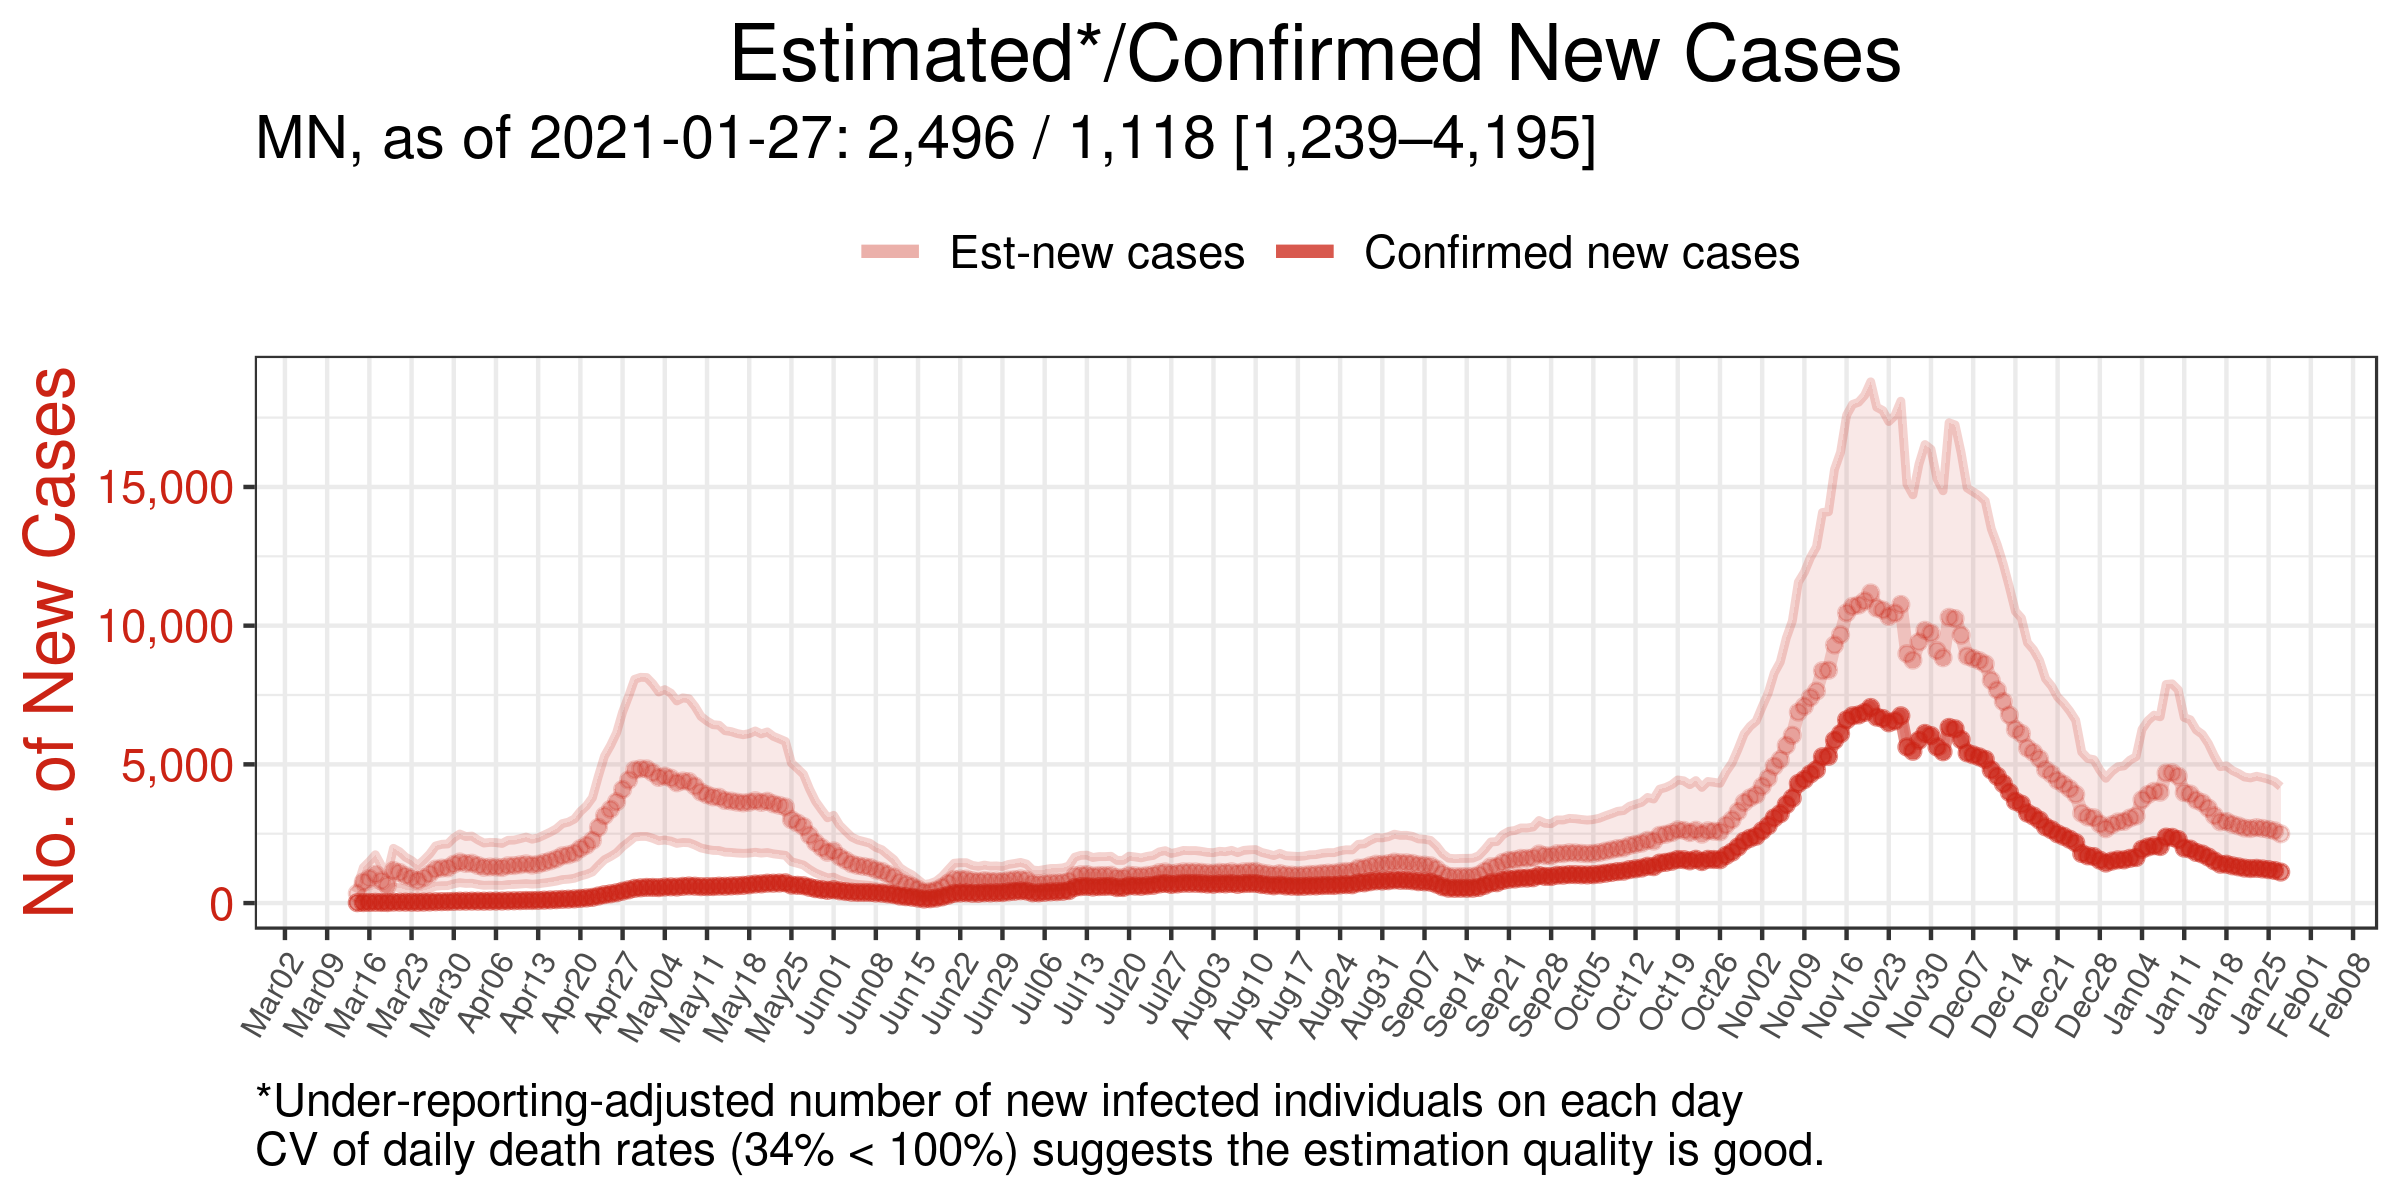 Estimated*/Confirmed New Cases
MN, as of 2021-01-27: 2,496 / 1,118 [1,239–4,195]
Est-new cases
Confirmed new cases
No. of New Cases
15,000
10,000
5,000
0
Mar02
Mar09
Mar16
Mar23
Mar30
Apr06
Apr13
Apr20
Apr27
May04
May11
May18
May25
Jun01
Jun08
Jun15
Jun22
Jun29
Jul06
Jul13
Jul20
Jul27
Aug03
Aug10
Aug17
Aug24
Aug31
Sep07
Sep14
Sep21
Sep28
Oct05
Oct12
Oct19
Oct26
Nov02
Nov09
Nov16
Nov23
Nov30
Dec07
Dec14
Dec21
Dec28
Jan04
Jan11
Jan18
Jan25
Feb01
Feb08
*Under-reporting-adjusted number of new infected individuals on each day
CV of daily death rates (34% < 100%) suggests the estimation quality is good.